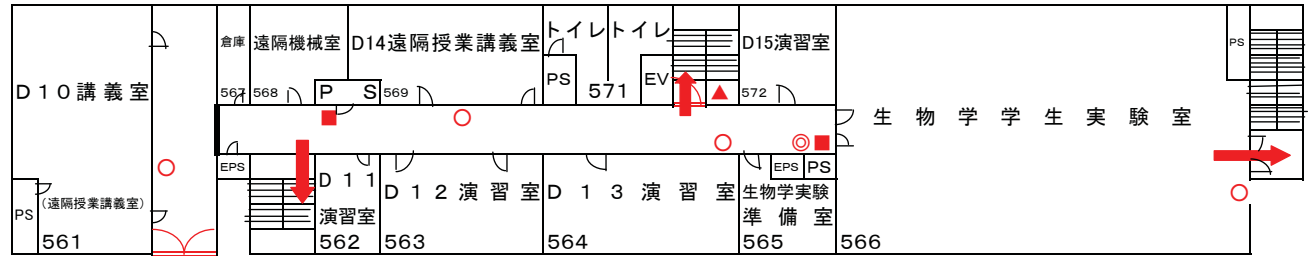 トイレ
トイレ
倉庫
遠隔機械室
D14遠隔授業講義室
D15演習室
PS
PS
EV
D10講義室
567
568
PS
569
571
572
生物学学生実験室
EPS
D11
演習室
D12演習室
D13演習室
生物学実験
準備室
EPS
PS
PS
(遠隔授業講義室)
561
562
563
564
565
566